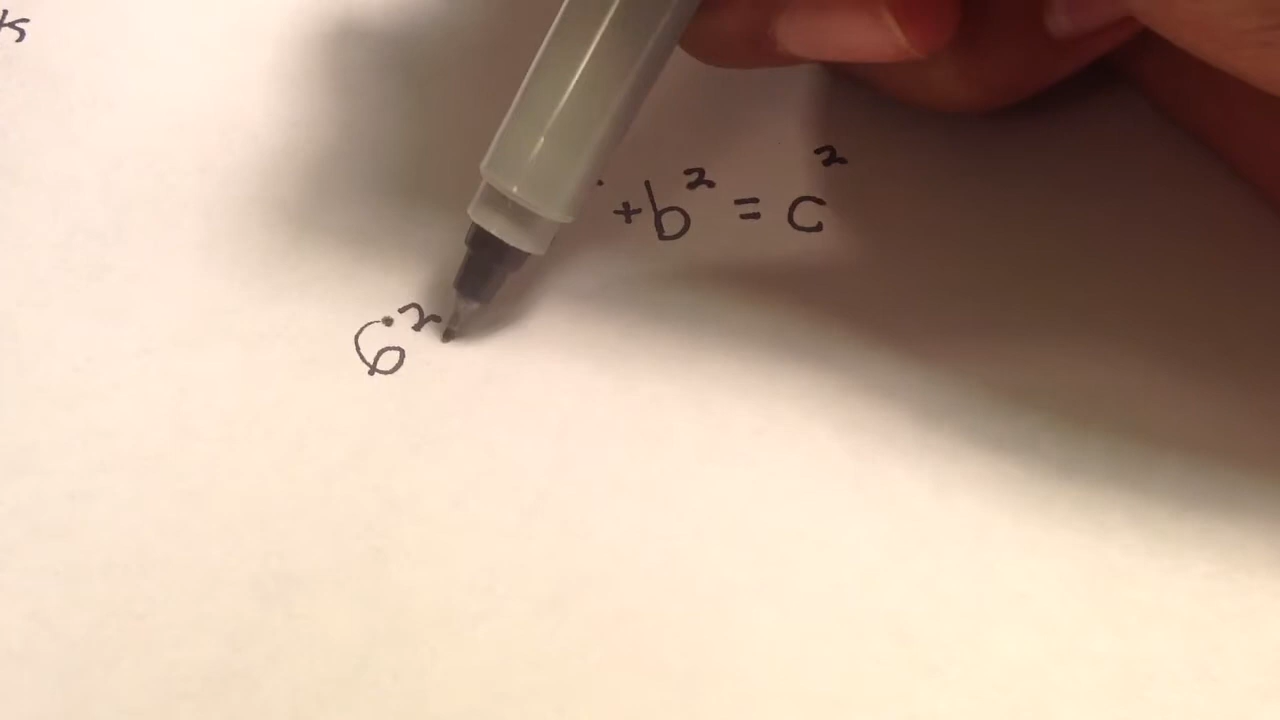 +b² = c²
6²